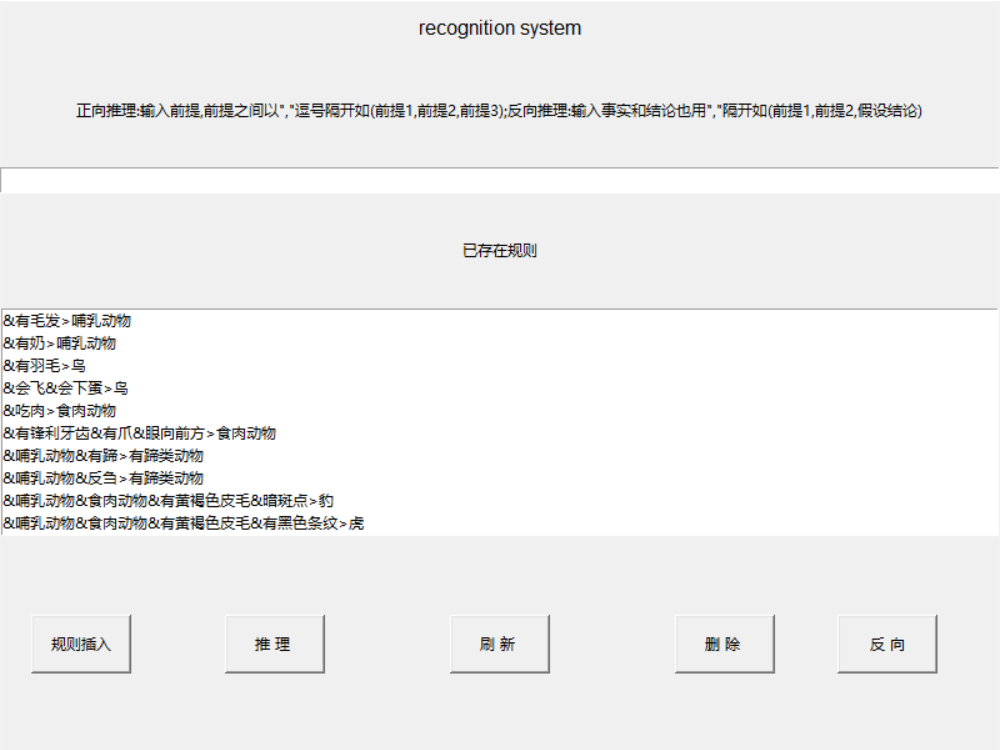 recognition system
正向推理:输入前提,前提之间以","逗号隔开如(前提1,前提2,前提3);反向推理:输入事实和结论也用","隔开如(前提1,前提2,假设结论)
已存在规则
&有毛发>哺乳动物
&有奶>哺乳动物
&有羽毛>鸟
&会飞&会下蛋>鸟
&吃肉>食肉动物
&有锋利牙齿&有爪&眼向前方>食肉动物
&哺乳动物&有蹄>有蹄类动物
&哺乳动物&反刍>有蹄类动物
&哺乳动物&食肉动物&有黄褐色皮毛&暗斑点>豹
&哺乳动物&食肉动物&有黄褐色皮毛&有黑色条纹>虎
规则插入 推 理 刷 新 删 除 反 向